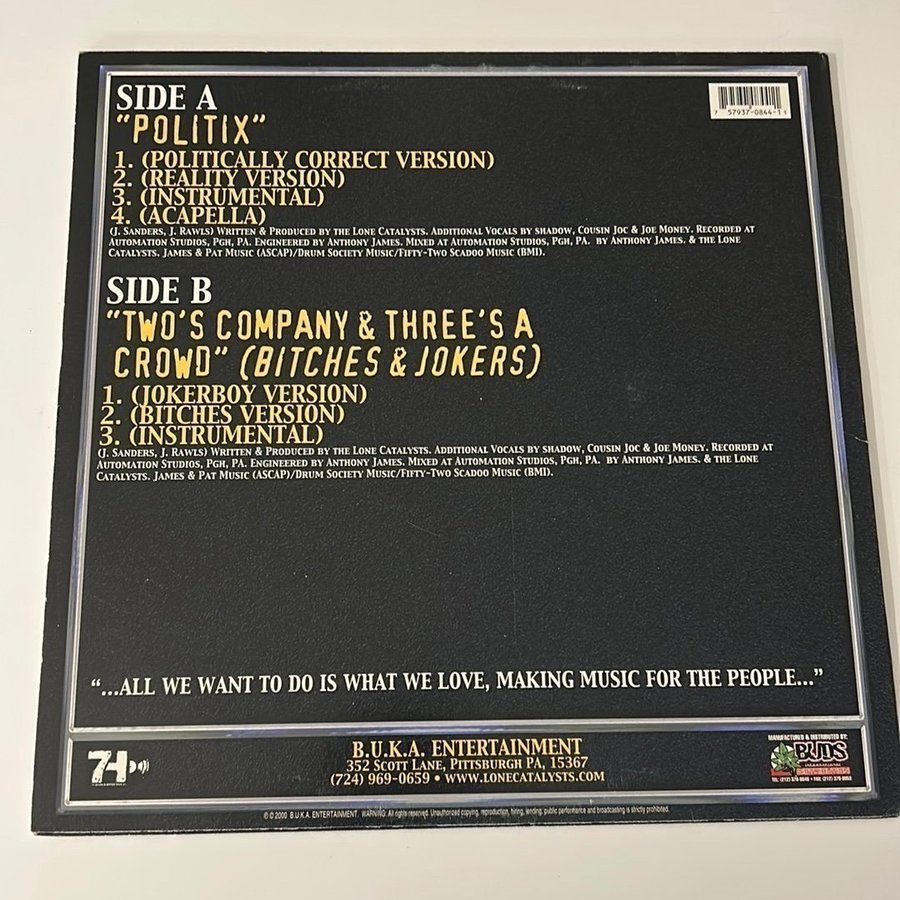 SIDE A
"POLITIX"
1. (POLITICALLY CORRECT VERSION)
2. (REALITY VERSION)
3. (INSTRUMENTAL)
4. (ACAPELLA)
(J. SANDERS, J. RAWLS) WRITTEN & PRODUCED BY THE LONE CATALYSTS. ADDITIONAL VOCALS BY SHADOW, COUSIN JOC & JOE MONEY. RECORDED AT
AUTOMATION STUDIOS, PGH, PA. ENGINEERED BY ANTHONY JAMES. MIXED AT AUTOMATION STUDIOS, PGH, PA. BY ANTHONY JAMES. & THE LONE
CATALYSTS. JAMES & PAT MUSIC (ASCAP)/DRUM SOCIETY MUSIC/FIFTY-TWO SCADOO MUSIC (BMI).
7 57937-0844-1
SIDE B
"TWO'S COMPANY & THREE'S A
CROWD" (BITCHES & JOKERS)
1. (JOKERBOY VERSION)
2. (BITCHES VERSION)
3. (INSTRUMENTAL)
(J. SANDERS, J. RAWLS) WRITTEN & PRODUCED BY THE LONE CATALYSTS. ADDITIONAL VOCALS BY SHADOW, COUSIN JOC & JOE MONEY. RECORDED AT
AUTOMATION STUDIOS, PGH, PA. ENGINEERED BY ANTHONY JAMES. MIXED AT AUTOMATION STUDIOS, PGH, PA. BY ANTHONY JAMES. & THE LONE
CATALYSTS. JAMES & PAT MUSIC (ASCAP)/DRUM SOCIETY MUSIC/FIFTY-TWO SCADOO MUSIC (BMI).
"...ALL WE WANT TO DO IS WHAT WE LOVE, MAKING MUSIC FOR THE PEOPLE..."
7H
B.U.K.A. ENTERTAINMENT
352 SCOTT LANE, PITTSBURGH PA, 15367
(724) 969-0659 • WWW.LONECATALYSTS.COM
MANUFACTURED & DISTRIBUTED BY:
BUDS
© ℗ 2000 B.U.K.A. ENTERTAINMENT. WARNING: All rights reserved. Unauthorized copying, reproduction, hiring, lending, public performance and broadcasting is strictly prohibited.